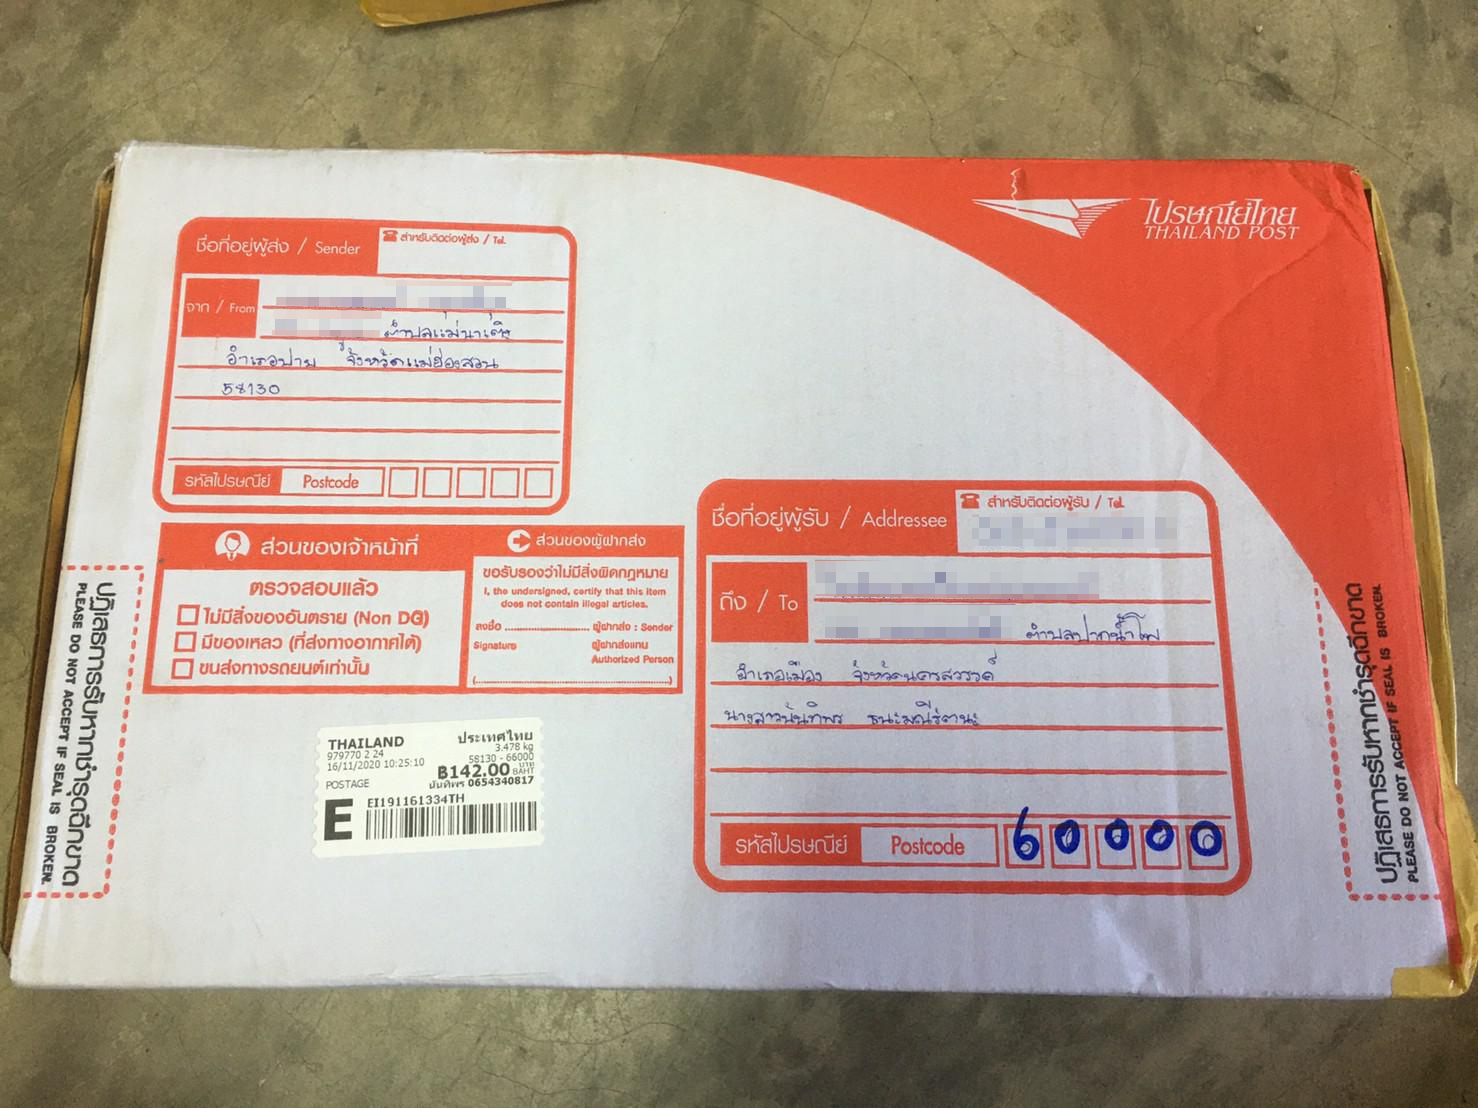 ไปรษณีย์ไทย
THAILAND POST
ชื่อที่อยู่ผู้ส่ง / Sender
สำหรับติดต่อผู้ส่ง / Tel.
จาก / From
ตำบลแม่นาเติง
อำเภอปาย จังหวัดแม่ฮ่องสอน
58130
รหัสไปรษณีย์ Postcode
ส่วนของเจ้าหน้าที่
ตรวจสอบแล้ว
ไม่มีสิ่งของอันตราย (Non DG)
มีของเหลว (ที่ส่งทางอากาศได้)
ขนส่งทางรถยนต์เท่านั้น
ส่วนของผู้ฝากส่ง
ขอรับรองว่าไม่มีสิ่งผิดกฎหมาย
I, the undersigned, certify that this item
does not contain illegal articles.
ลงชื่อ ........................ ผู้ฝากส่ง : Sender
Signature ผู้ฝากส่งแทน
Authorized Person
(........................)
ชื่อที่อยู่ผู้รับ / Addressee
สำหรับติดต่อผู้รับ / Tel.
ถึง / To
ตำบลปากน้ำโพ
อำเภอเมือง จังหวัดนครสวรรค์
นางสาวนันทิพร ธนะมณีรัตนะ
รหัสไปรษณีย์ Postcode 60000
THAILAND ประเทศไทย
979770 2 24 3.478 kg
16/11/2020 10:25:10 58130 - 66000
฿142.00 บาท BAHT
POSTAGE นันทิพร 0654340817
E EI191161334TH
ปฏิเสธการรับหากชำรุดฉีกขาด
PLEASE DO NOT ACCEPT IF SEAL IS BROKEN.
ปฏิเสธการรับหากชำรุดฉีกขาด
PLEASE DO NOT ACCEPT IF SEAL IS BROKEN.